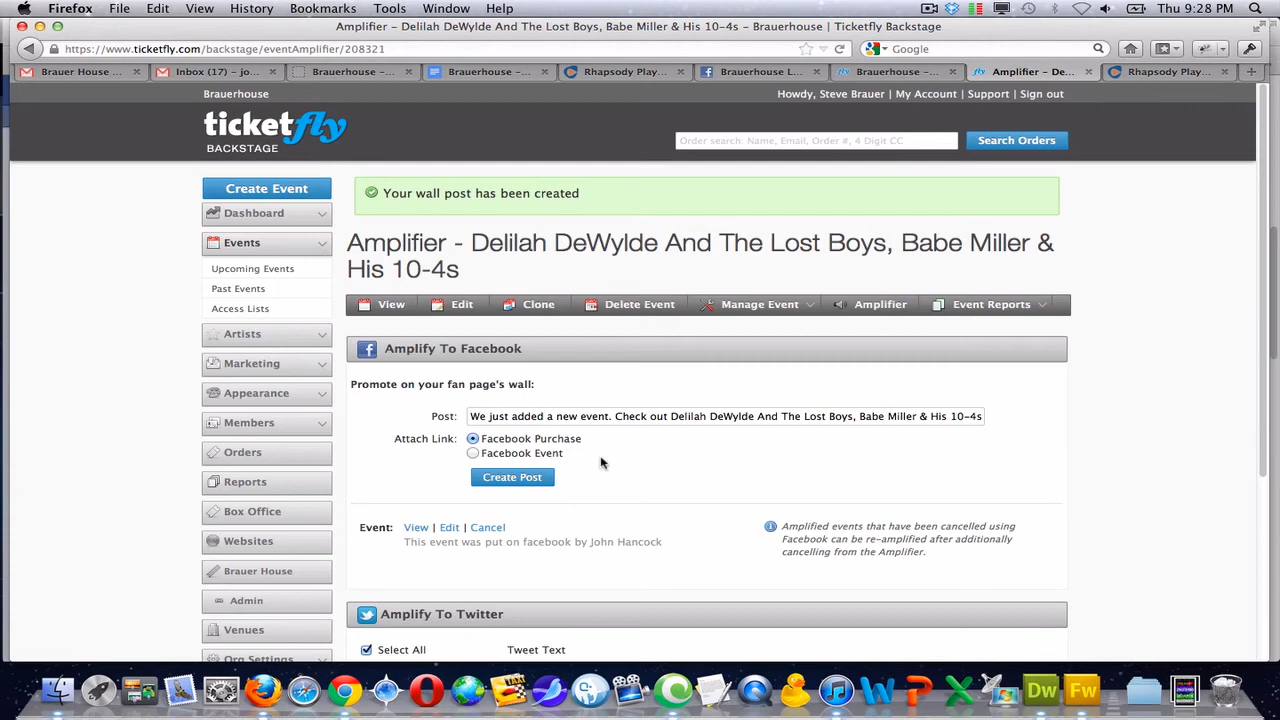 Firefox File Edit View History Bookmarks Tools Window Help Thu 9:28 PM
Amplifier – Delilah DeWylde And The Lost Boys, Babe Miller & His 10-4s – Brauerhouse | Ticketfly Backstage
https://www.ticketfly.com/backstage/eventAmplifier/208321 Google
Brauer House ... Inbox (17) – jo... Brauerhouse – ... Brauerhouse – ... Rhapsody Play... Brauerhouse L... Brauerhouse – ... Amplifier – De... Rhapsody Play...
Brauerhouse Howdy, Steve Brauer | My Account | Support | Sign out
ticketfly
BACKSTAGE
Order search: Name, Email, Order #, 4 Digit CC Search Orders
Create Event
Dashboard
Events
Upcoming Events
Past Events
Access Lists
Artists
Marketing
Appearance
Members
Orders
Reports
Box Office
Websites
Brauer House
Admin
Venues
Org Settings
Your wall post has been created
Amplifier - Delilah DeWylde And The Lost Boys, Babe Miller &
His 10-4s
View Edit Clone Delete Event Manage Event Amplifier Event Reports
Amplify To Facebook
Promote on your fan page's wall:
Post: We just added a new event. Check out Delilah DeWylde And The Lost Boys, Babe Miller & His 10-4s
Attach Link: Facebook Purchase
Facebook Event
Create Post
Event: View | Edit | Cancel
This event was put on facebook by John Hancock
Amplified events that have been cancelled using
Facebook can be re-amplified after additionally
cancelling from the Amplifier.
Amplify To Twitter
Select All Tweet Text
Dw Fw